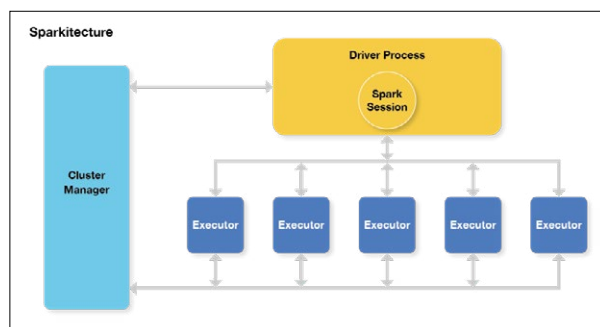 Sparkitecture
Driver Process
Spark
Session
Cluster
Manager
Executor
Executor
Executor
Executor
Executor